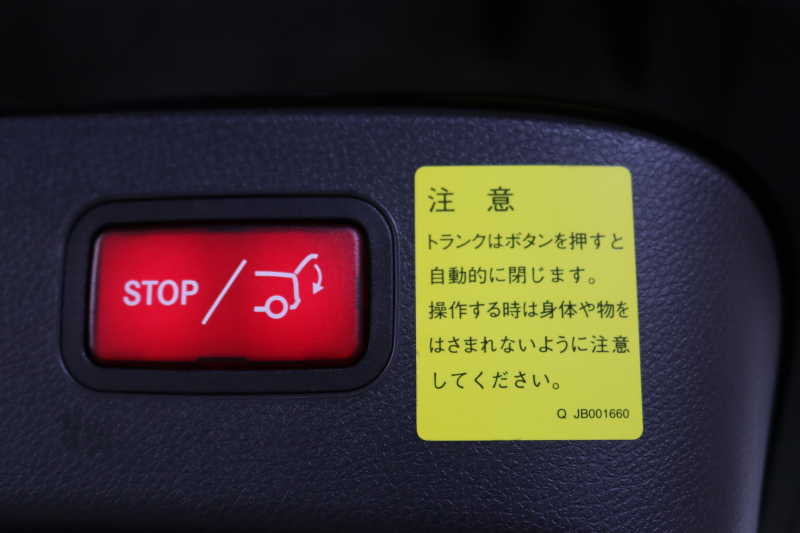 STOP
注 意
トランクはボタンを押すと
自動的に閉じます。
操作する時は身体や物を
はさまれないように注意
してください。
Q JB001660